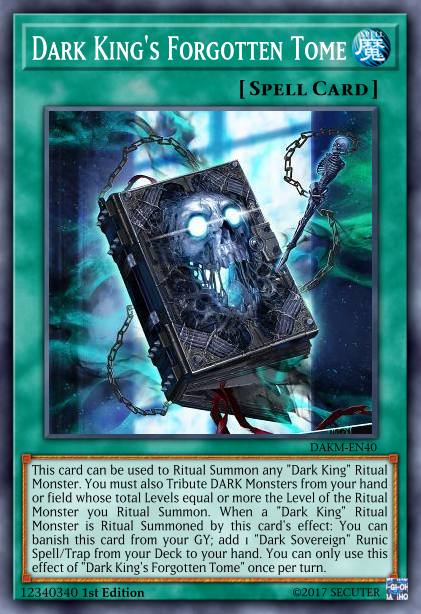 Dark King's Forgotten Tome 魔
[Spell Card]
DAKM-EN40
This card can be used to Ritual Summon any "Dark King" Ritual
Monster. You must also Tribute DARK Monsters from your hand
or field whose total Levels equal or more the Level of the Ritual
Monster you Ritual Summon. When a "Dark King" Ritual
Monster is Ritual Summoned by this card's effect: You can
banish this card from your GY; add 1 "Dark Sovereign" Runic
Spell/Trap from your Deck to your hand. You can only use this
effect of "Dark King's Forgotten Tome" once per turn.
12340340 1st Edition ©2017 SECUTER